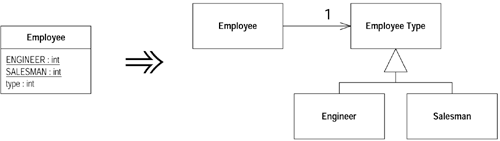 Employee
ENGINEER : int
SALESMAN : int
type : int
Employee
1
Employee Type
Engineer
Salesman